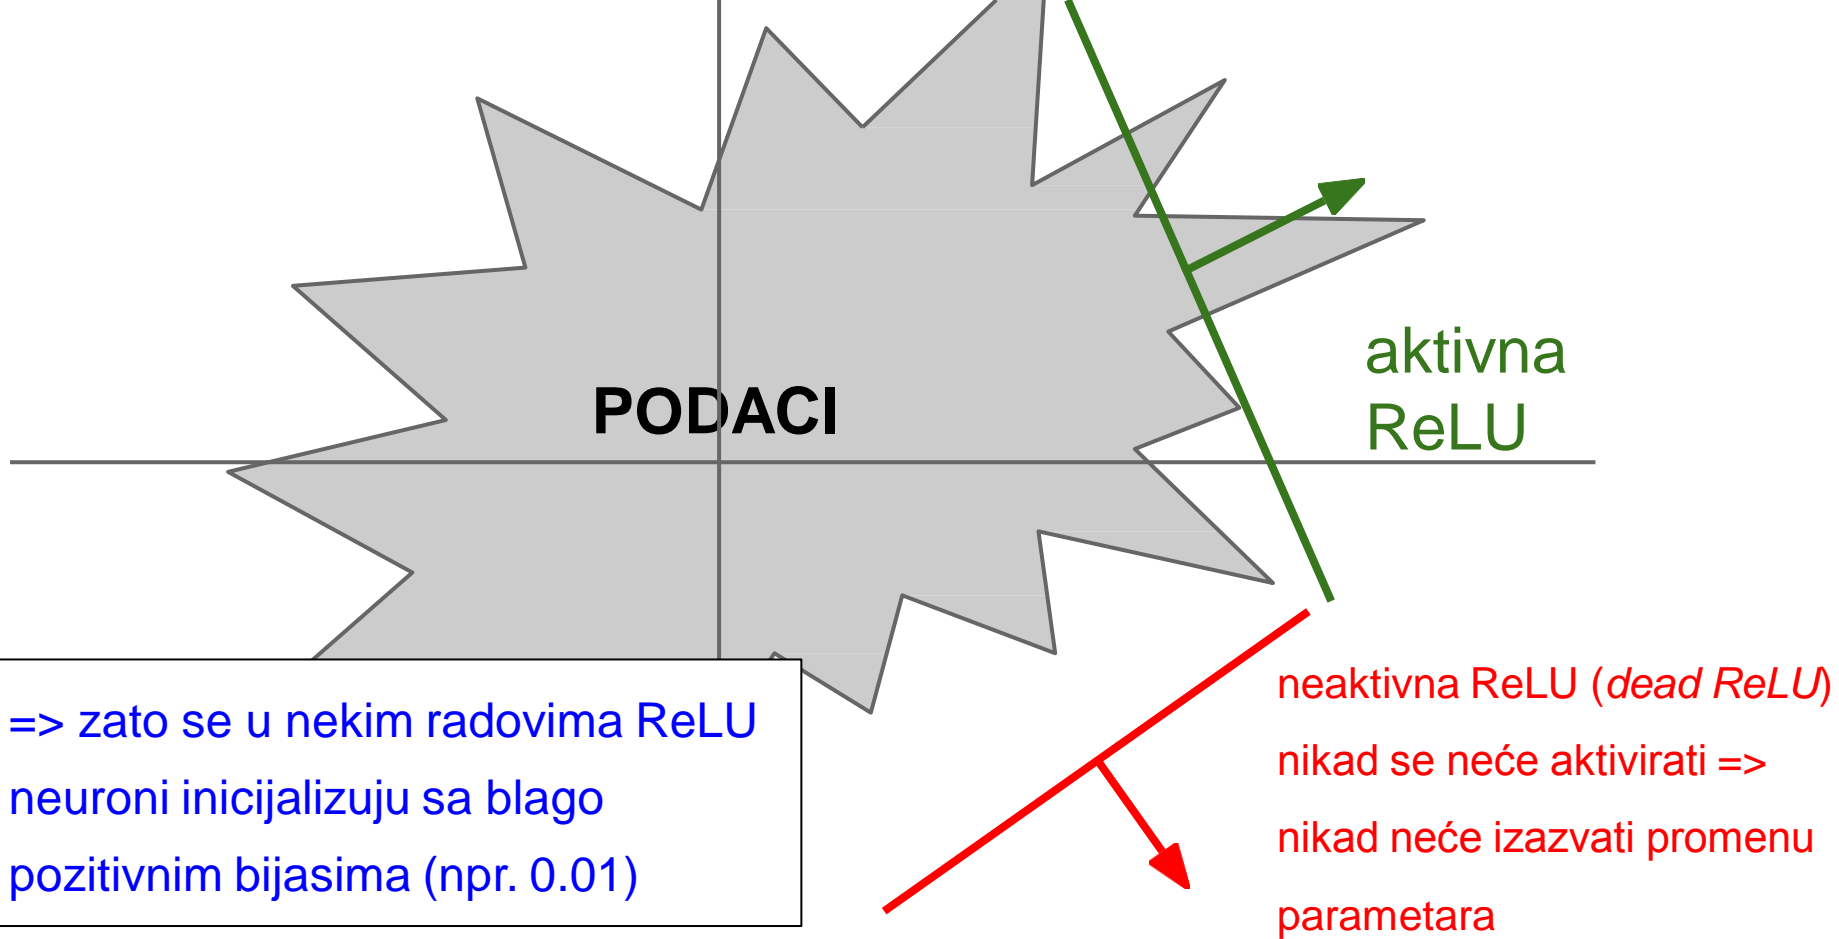 PODACI
aktivna
ReLU
=> zato se u nekim radovima ReLU
neuroni inicijalizuju sa blago
pozitivnim bijasima (npr. 0.01)
neaktivna ReLU (dead ReLU)
nikad se neće aktivirati =>
nikad neće izazvati promenu
parametara